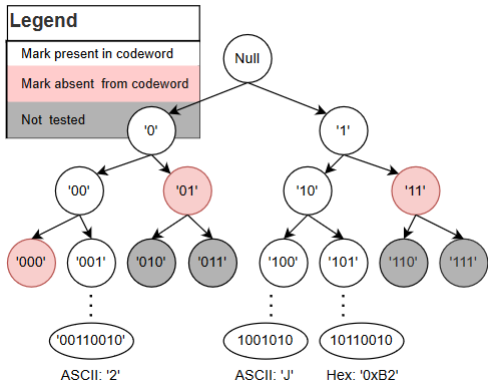 Legend
Mark present in codeword
Mark absent from codeword
Not tested
Null
'0'
'1'
'00'
'01'
'10'
'11'
'000'
'001'
'010'
'011'
'100'
'101'
'110'
'111'
'00110010'
1001010
10110010
ASCII: '2'
ASCII: 'J'
Hex: '0xB2'